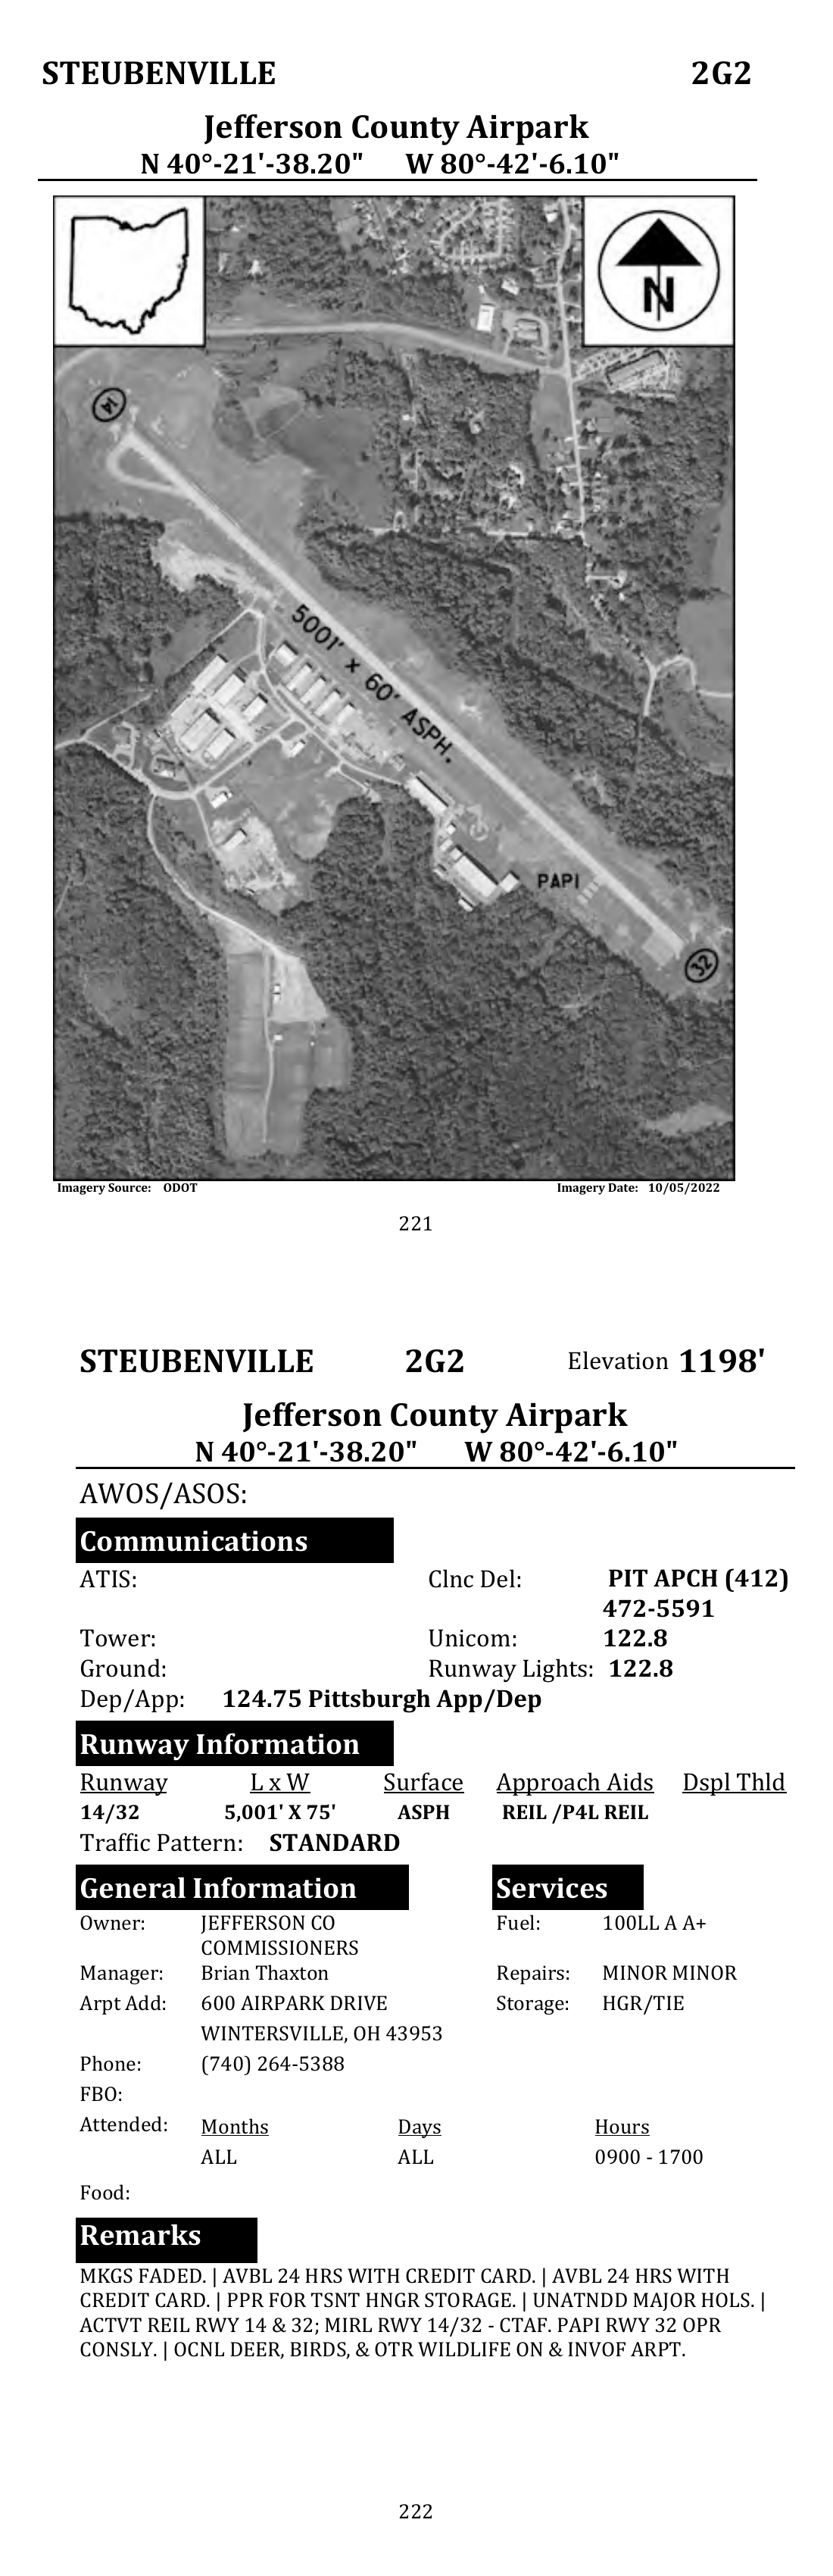 STEUBENVILLE 2G2
Jefferson County Airpark
N 40°-21'-38.20" W 80°-42'-6.10"
N
14
5001' x 60' ASPH.
PAPI
32
Imagery Source: ODOT Imagery Date: 10/05/2022
221
STEUBENVILLE 2G2 Elevation 1198'
Jefferson County Airpark
N 40°-21'-38.20" W 80°-42'-6.10"
AWOS/ASOS:
Communications
ATIS: Clnc Del: PIT APCH (412)
472-5591
Tower: Unicom: 122.8
Ground: Runway Lights: 122.8
Dep/App: 124.75 Pittsburgh App/Dep
Runway Information
Runway L x W Surface Approach Aids Dspl Thld
14/32 5,001' X 75' ASPH REIL /P4L REIL
Traffic Pattern: STANDARD
General Information Services
Owner: JEFFERSON CO Fuel: 100LL A A+
COMMISSIONERS
Manager: Brian Thaxton Repairs: MINOR MINOR
Arpt Add: 600 AIRPARK DRIVE Storage: HGR/TIE
WINTERSVILLE, OH 43953
Phone: (740) 264-5388
FBO:
Attended: Months Days Hours
ALL ALL 0900 - 1700
Food:
Remarks
MKGS FADED. | AVBL 24 HRS WITH CREDIT CARD. | AVBL 24 HRS WITH
CREDIT CARD. | PPR FOR TSNT HNGR STORAGE. | UNATNDD MAJOR HOLS. |
ACTVT REIL RWY 14 & 32; MIRL RWY 14/32 - CTAF. PAPI RWY 32 OPR
CONSLY. | OCNL DEER, BIRDS, & OTR WILDLIFE ON & INVOF ARPT.
222